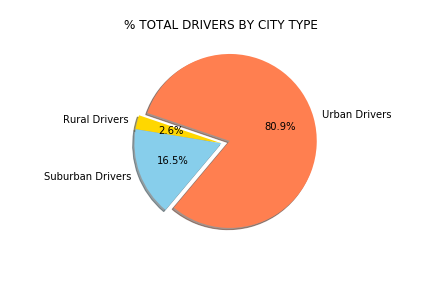 % TOTAL DRIVERS BY CITY TYPE
Urban Drivers
80.9%
Rural Drivers
2.6%
Suburban Drivers
16.5%